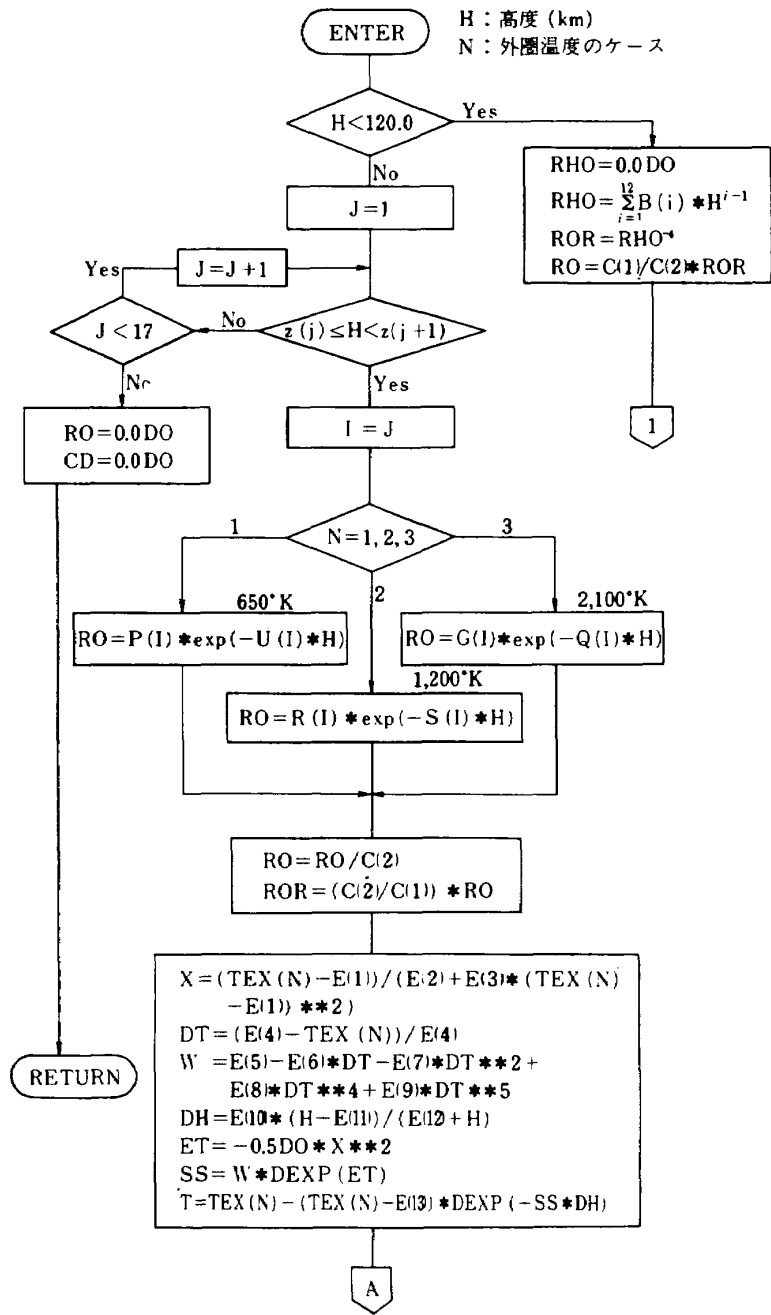 ENTER
H：高度 (km)
N：外圏温度のケース
H<120.0
Yes
No
RHO=0.0DO
RHO=Σ_{i=1}^{12}B(i)*H^{i-1}
ROR=RHO^{-4}
RO=C(1)/C(2)*ROR
J=1
1
Yes
J=J+1
J<17
No
z(j)≤H<z(j+1)
No
Yes
RO=0.0DO
CD=0.0DO
I=J
N=1,2,3
1
2
3
650°K
RO=P(I)*exp(-U(I)*H)
2,100°K
RO=G(I)*exp(-Q(I)*H)
1,200°K
RO=R(I)*exp(-S(I)*H)
RO=RO/C(2)
ROR=(C(2)/C(1))*RO
X=(TEX(N)-E(1))/(E(2)+E(3)*(TEX(N)
-E(1))**2)
DT=(E(4)-TEX(N))/E(4)
W=E(5)-E(6)*DT-E(7)*DT**2+
E(8)*DT**4+E(9)*DT**5
DH=E(10)*(H-E(11))/(E(12)+H)
ET=-0.5DO*X**2
SS=W*DEXP(ET)
T=TEX(N)-(TEX(N)-E(13)*DEXP(-SS*DH)
RETURN
A